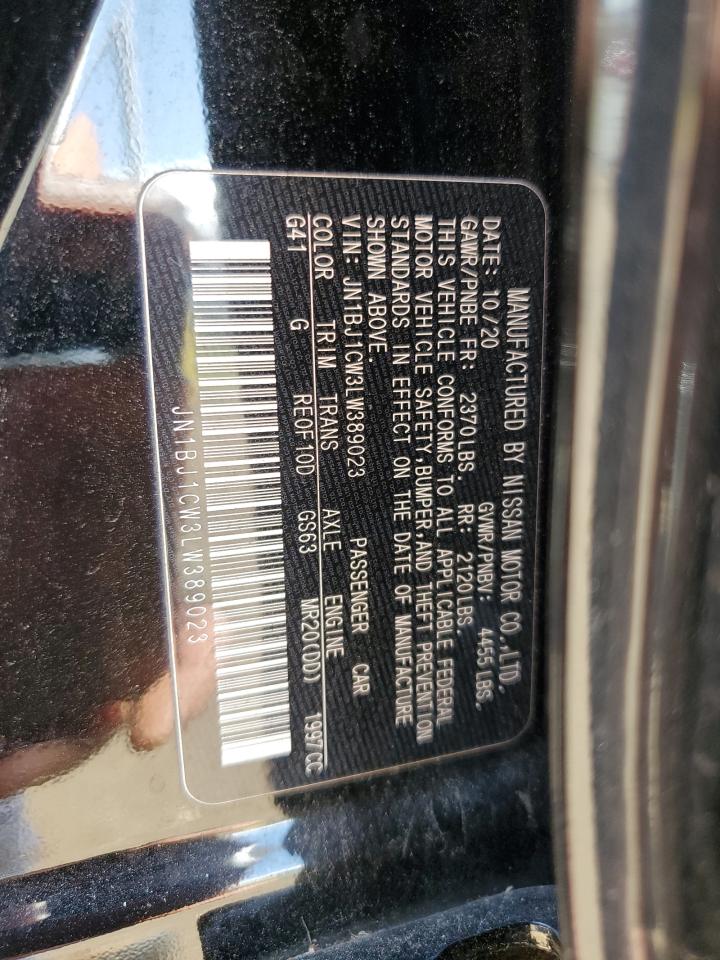 MANUFACTURED BY NISSAN MOTOR CO.,LTD.
DATE: 10/20 GVWR/PNBV: 4455 LBS.
GAWR/PNBE FR: 2370LBS. RR: 2120LBS.
THIS VEHICLE CONFORMS TO ALL APPLICABLE FEDERAL
MOTOR VEHICLE SAFETY,BUMPER,AND THEFT PREVENTION
STANDARDS IN EFFECT ON THE DATE OF MANUFACTURE
SHOWN ABOVE.
VIN: JN1BJ1CW3LW389023 PASSENGER CAR
COLOR TRIM TRANS AXLE ENGINE
G41 G RE0F10D GS63 MR20(DD) 1997CC
JN1BJ1CW3LW389023